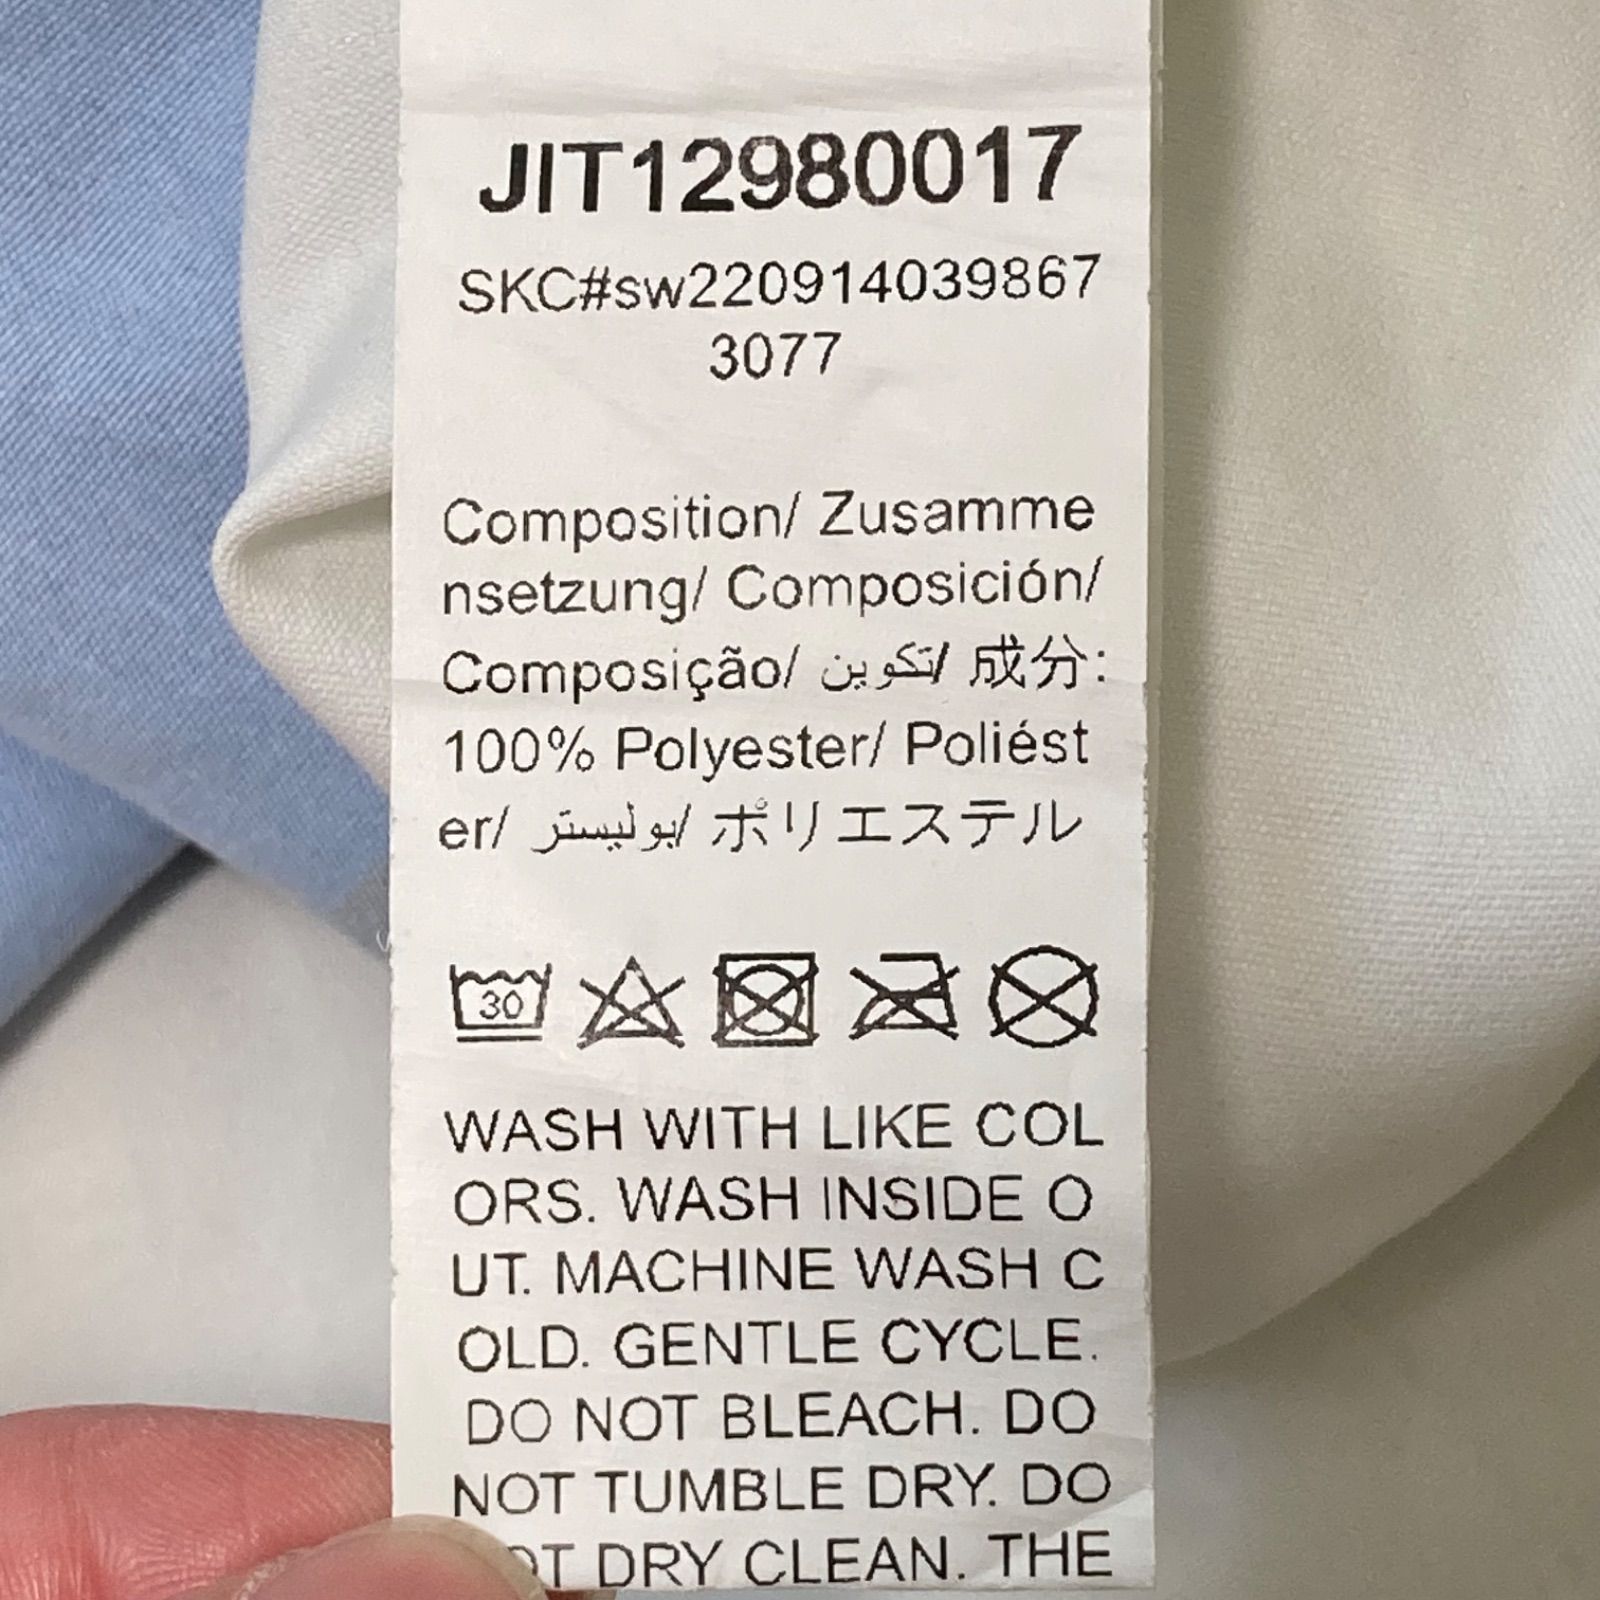 JIT12980017
SKC#sw220914039867
3077
Composition/ Zusamme
nsetzung/ Composición/
Composição/ تكوين/ 成分:
100% Polyester/ Poliést
er/ بوليستر/ ポリエステル
30
WASH WITH LIKE COL
ORS. WASH INSIDE O
UT. MACHINE WASH C
OLD. GENTLE CYCLE.
DO NOT BLEACH. DO
NOT TUMBLE DRY. DO
DRY CLEAN. THE